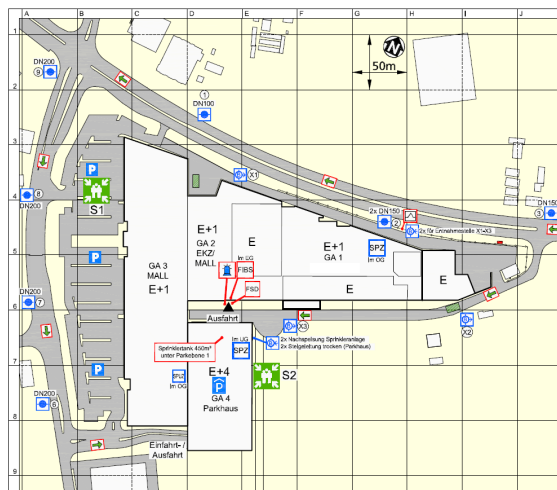 A B C D E F G H I J
1
2
3
4
5
6
7
8
9
50m
DN200
9
1
DN100
X1
S1
8
DN200
2x DN150
2
2x für Entnahmestelle X1-X3
DN150
3
E+1
GA 2
EKZ/
MALL
E
E+1
GA 1
SPZ
im OG
GA 3
MALL
E+1
im UG
FIBS
FSD
E
E
DN200
7
Ausfahrt
X3
X2
Sprinklertank 450m³
unter Parkebene 1
im UG
SPZ
2x Nachspeisung Sprinkleranlage
2x Steigleitung trocken (Parkhaus)
SPZ
im OG
E+4
P
GA 4
Parkhaus
S2
P
P
P
DN200
6
Einfahrt-/
Ausfahrt